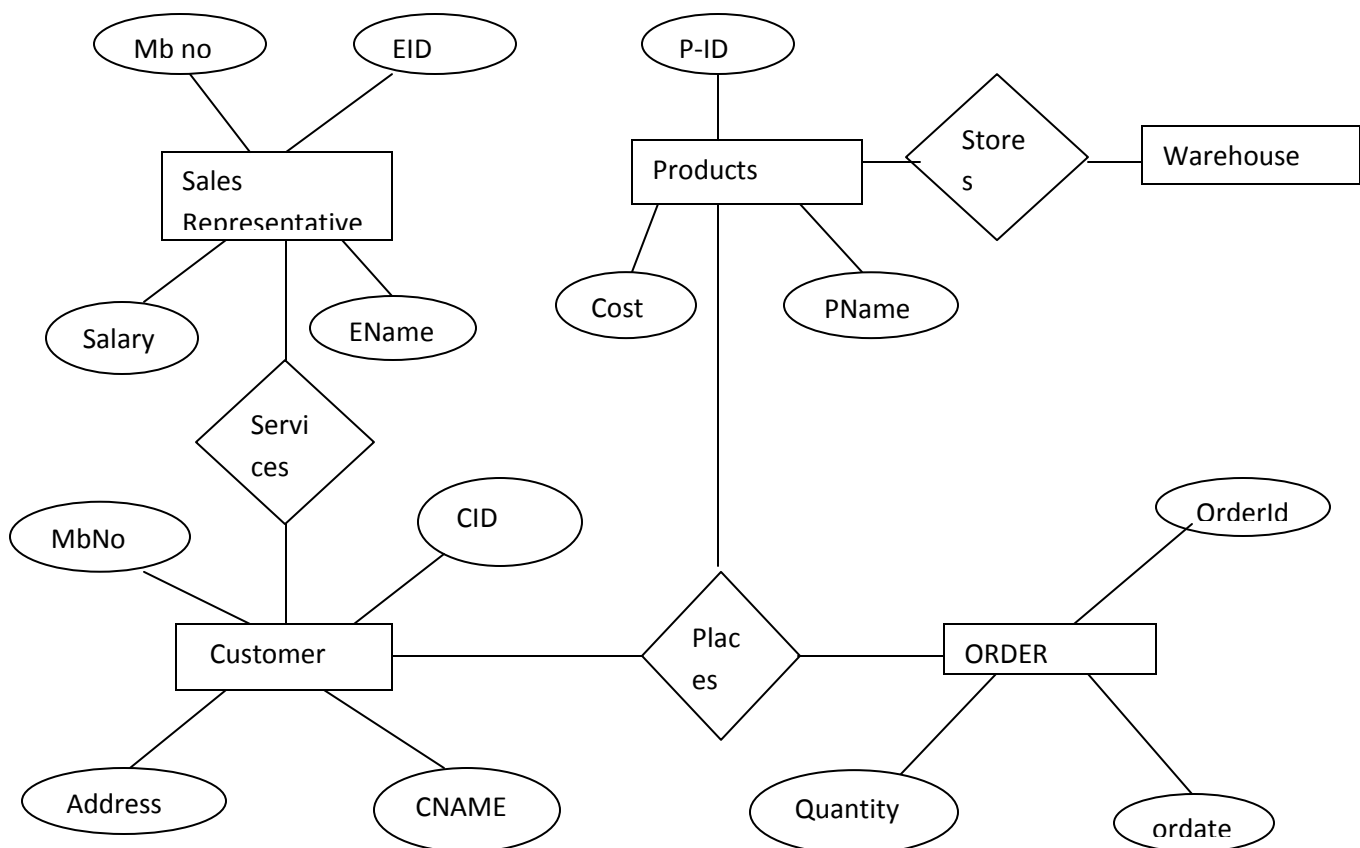 Mb no
EID
P-ID
Store
s
Warehouse
Products
Sales
Representative
Cost
PName
Salary
EName
Servi
ces
MbNo
CID
OrderId
Customer
Plac
es
ORDER
Address
CNAME
Quantity
ordate